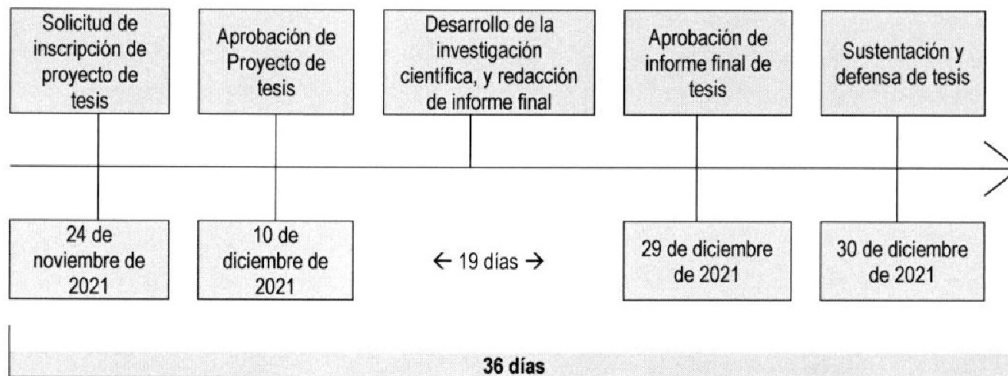 Solicitud de
inscripción de
proyecto de
tesis
Aprobación de
Proyecto de
tesis
Desarrollo de la
investigación
científica, y redacción
de informe final
Aprobación de
informe final de
tesis
Sustentación y
defensa de tesis
24 de
noviembre de
2021
10 de
diciembre de
2021
← 19 días →
29 de diciembre
de 2021
30 de diciembre
de 2021
36 días